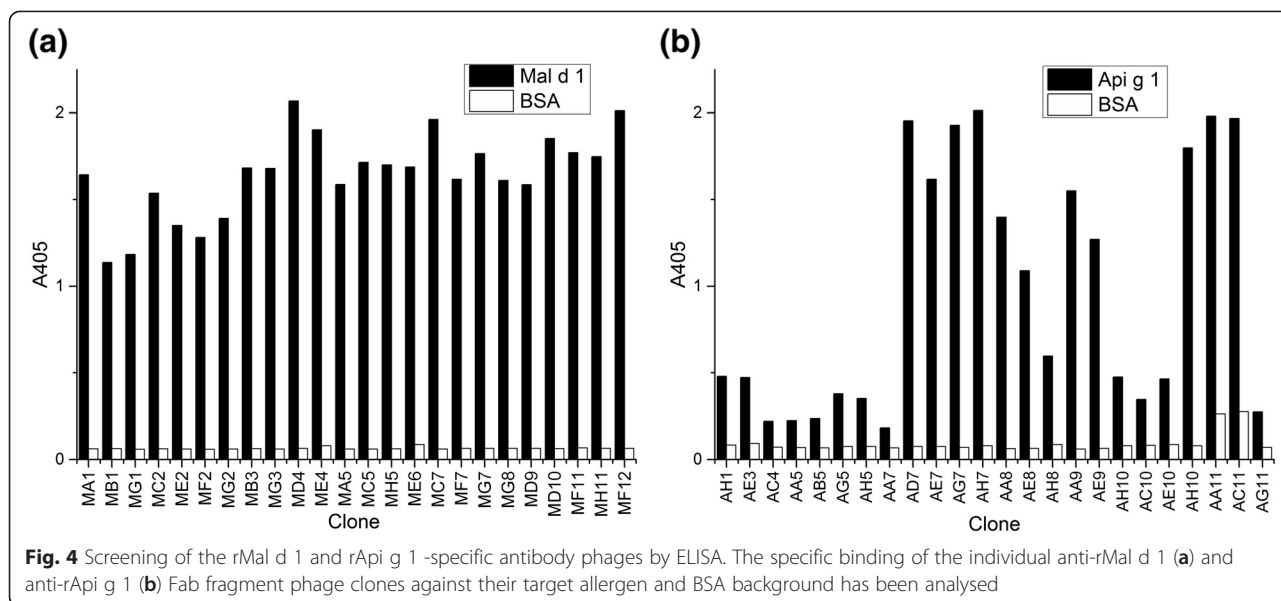 (a)
Mal d 1
BSA
2
1
0
A405
MA1
MB1
MG1
MC2
ME2
MF2
MG2
MB3
MG3
MD4
ME4
MA5
MC5
MH5
ME6
MC7
MF7
MG7
MG8
MD9
MD10
MF11
MH11
MF12
Clone
(b)
Api g 1
BSA
2
1
0
A405
AH1
AE3
AC4
AA5
AB5
AG5
AH5
AA7
AD7
AE7
AG7
AH7
AA8
AE8
AH8
AA9
AE9
AH10
AC10
AE10
AH10
AA11
AC11
AG11
Clone
Fig. 4 Screening of the rMal d 1 and rApi g 1 -specific antibody phages by ELISA. The specific binding of the individual anti-rMal d 1 (a) and
anti-rApi g 1 (b) Fab fragment phage clones against their target allergen and BSA background has been analysed